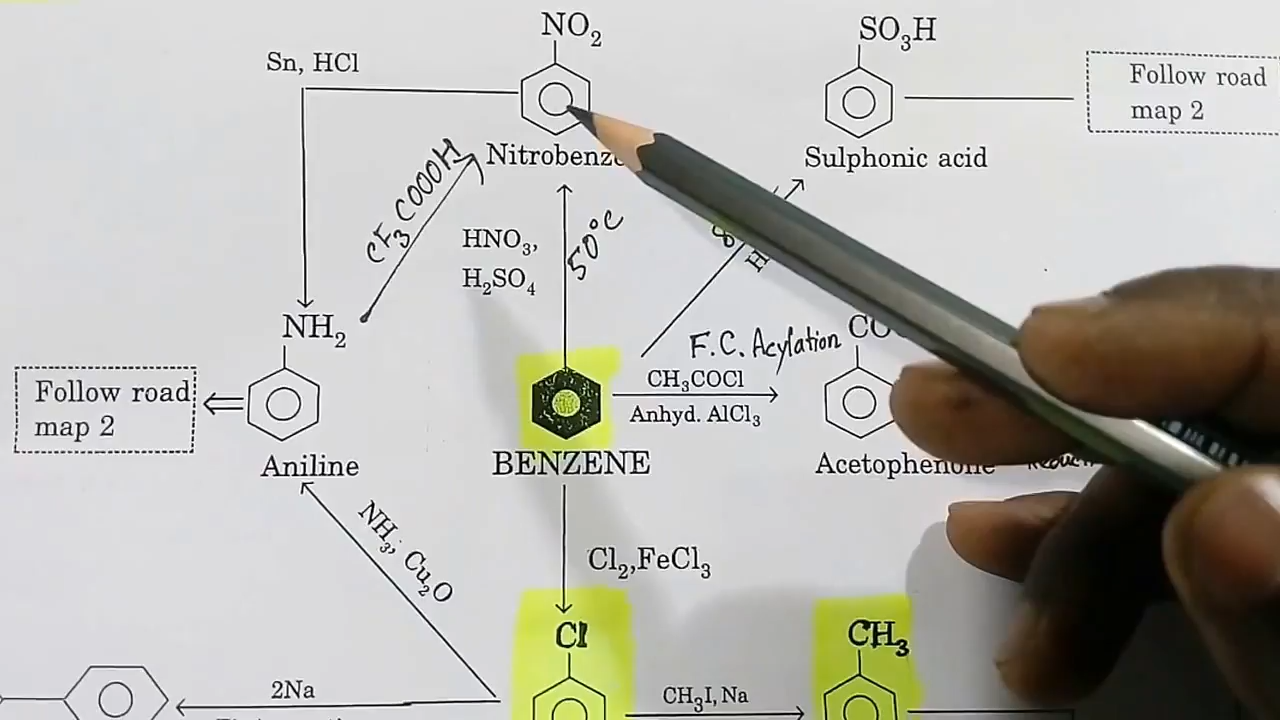 NO₂
Sn, HCl
SO₃H
Follow road
map 2
CF₃COOOH
Sulphonic acid
HNO₃,
H₂SO₄
50°C
NH₂
F.C. Acylation
CH₃COCl
Anhyd. AlCl₃
Follow road
map 2
Aniline
BENZENE
Acetophenone
NH₃; Cu₂O
Cl₂,FeCl₃
Cl
CH₃
2Na
CH₃I, Na